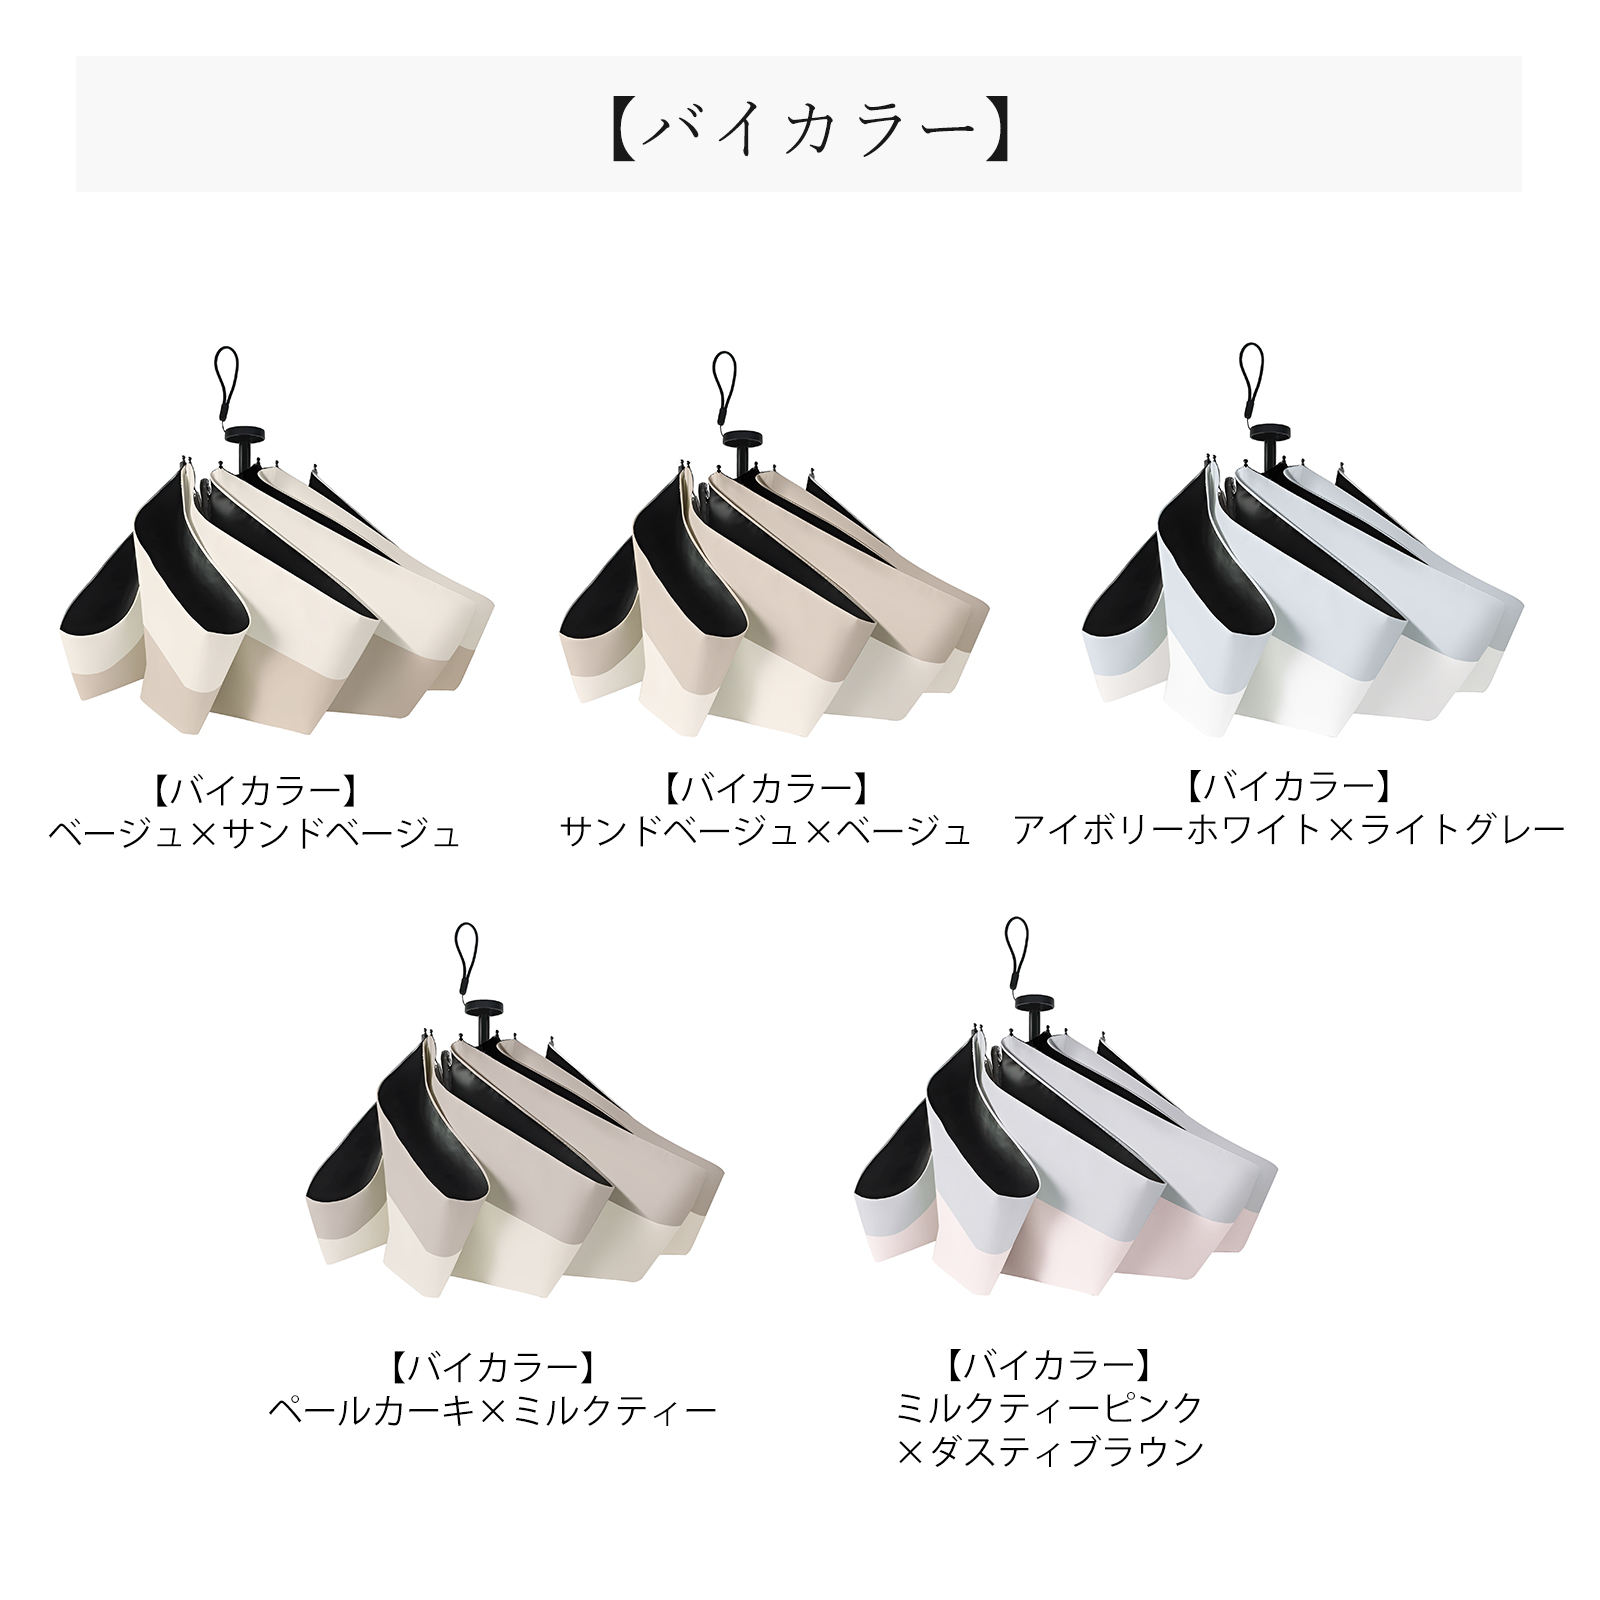 【バイカラー】
【バイカラー】
ベージュ×サンドベージュ
【バイカラー】
サンドベージュ×ベージュ
【バイカラー】
アイボリーホワイト×ライトグレー
【バイカラー】
ペールカーキ×ミルクティー
【バイカラー】
ミルクティーピンク
×ダスティブラウン